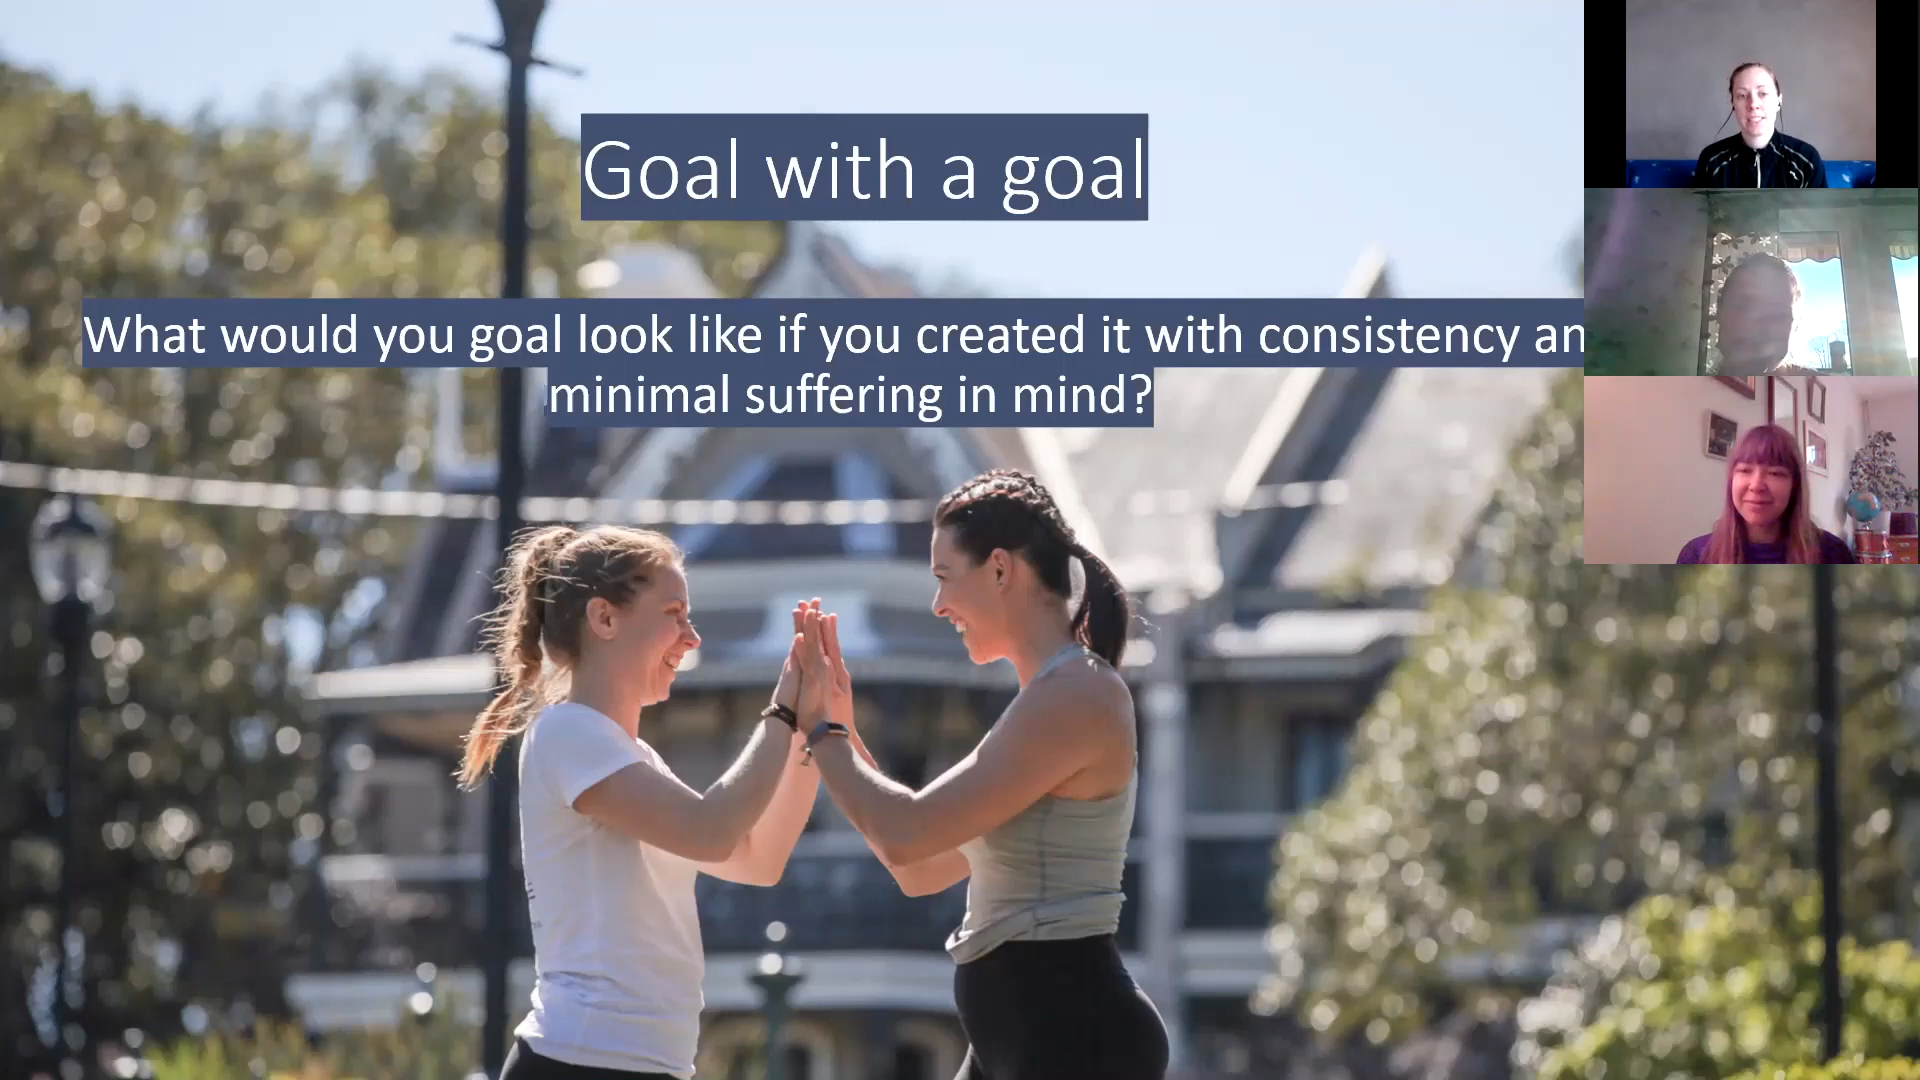 Goal with a goal
What would you goal look like if you created it with consistency an
minimal suffering in mind?